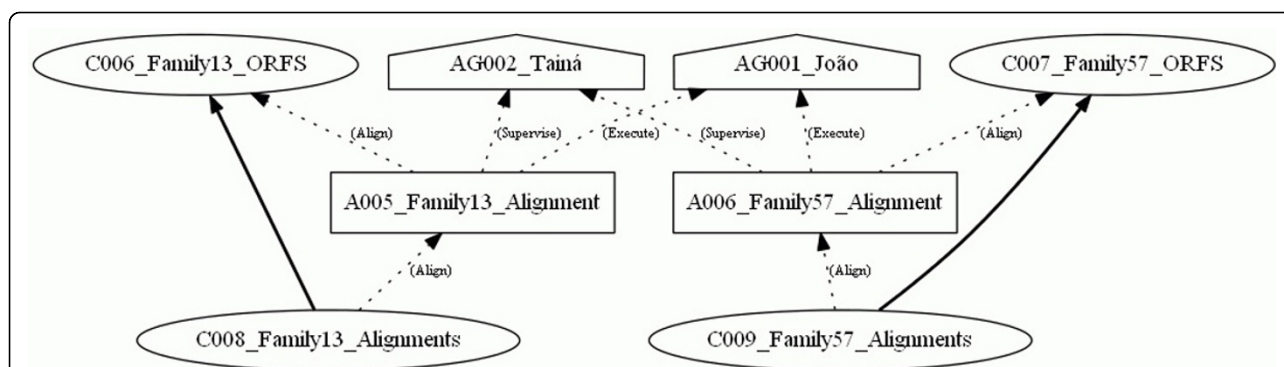 C006_Family13_ORFS
AG002_Tainá
AG001_João
C007_Family57_ORFS
(Align)
(Supervise)
(Execute)
(Supervise)
(Execute)
(Align)
A005_Family13_Alignment
A006_Family57_Alignment
(Align)
(Align)
C008_Family13_Alignments
C009_Family57_Alignments